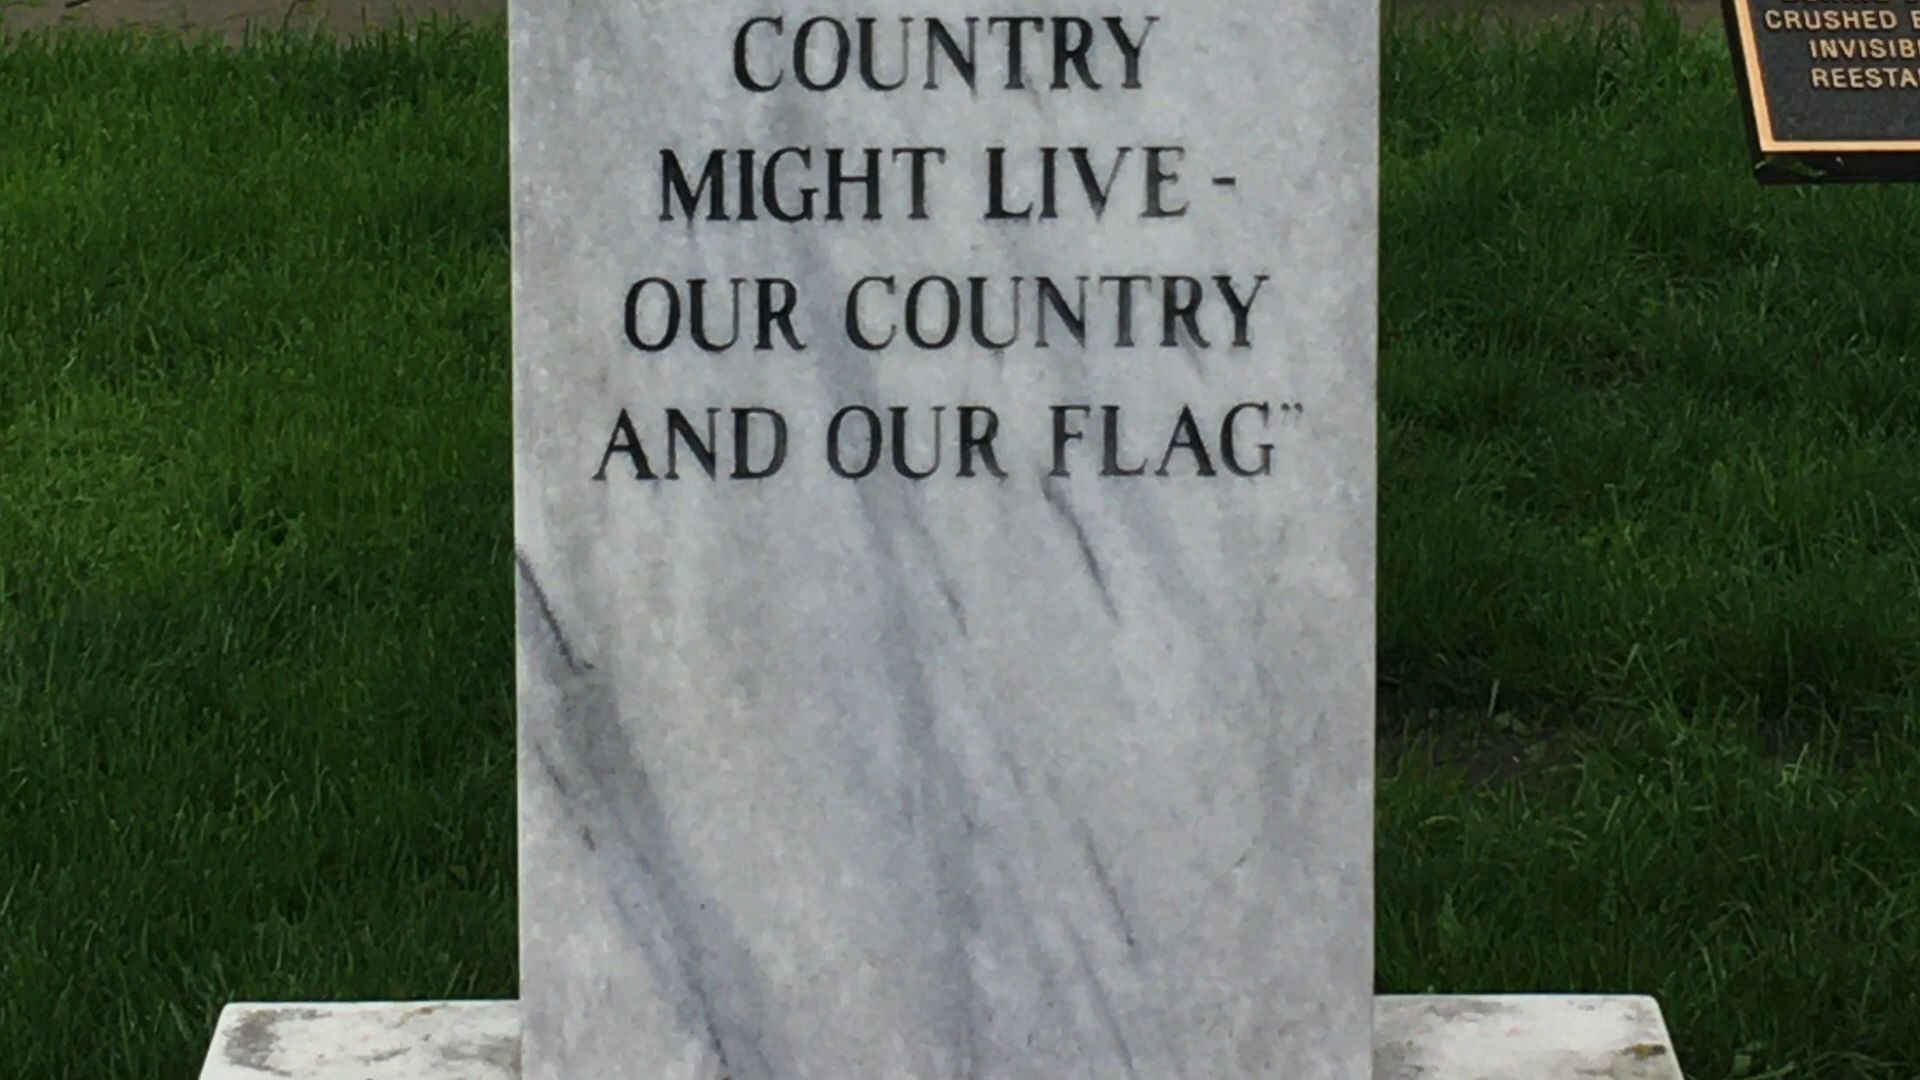 COUNTRY
MIGHT LIVE -
OUR COUNTRY
AND OUR FLAG”
CRUSHED
INVISIB
REESTA